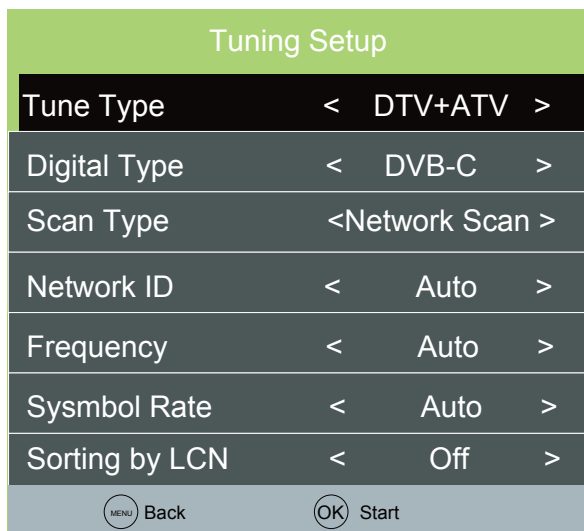 Tuning Setup
Tune Type < DTV+ATV >
Digital Type < DVB-C >
Scan Type <Network Scan >
Network ID < Auto >
Frequency < Auto >
Sysmbol Rate < Auto >
Sorting by LCN < Off >
MENU Back OK Start